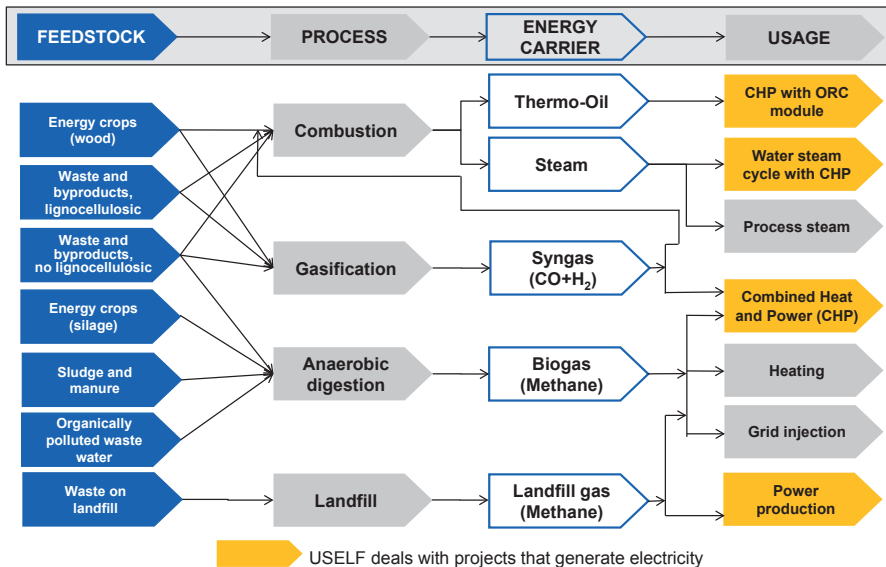 FEEDSTOCK
PROCESS
ENERGY
CARRIER
USAGE
Energy crops
(wood)
Combustion
Thermo-Oil
CHP with ORC
module
Waste and
byproducts,
lignocellulosic
Steam
Water steam
cycle with CHP
Process steam
Waste and
byproducts,
no lignocellulosic
Gasification
Syngas
(CO+H₂)
Combined Heat
and Power (CHP)
Energy crops
(silage)
Sludge and
manure
Anaerobic
digestion
Biogas
(Methane)
Heating
Organically
polluted waste
water
Grid injection
Waste on
landfill
Landfill
Landfill gas
(Methane)
Power
production
USELF deals with projects that generate electricity